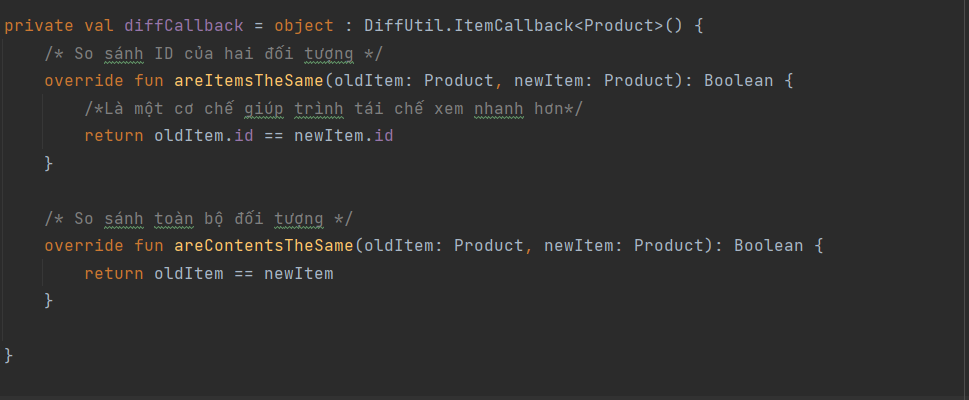 private val diffCallback = object : DiffUtil.ItemCallback<Product>() {
/* So sánh ID của hai đối tượng */
override fun areItemsTheSame(oldItem: Product, newItem: Product): Boolean {
/*Là một cơ chế giúp trình tái chế xem nhanh hơn*/
return oldItem.id == newItem.id
}
/* So sánh toàn bộ đối tượng */
override fun areContentsTheSame(oldItem: Product, newItem: Product): Boolean {
return oldItem == newItem
}
}